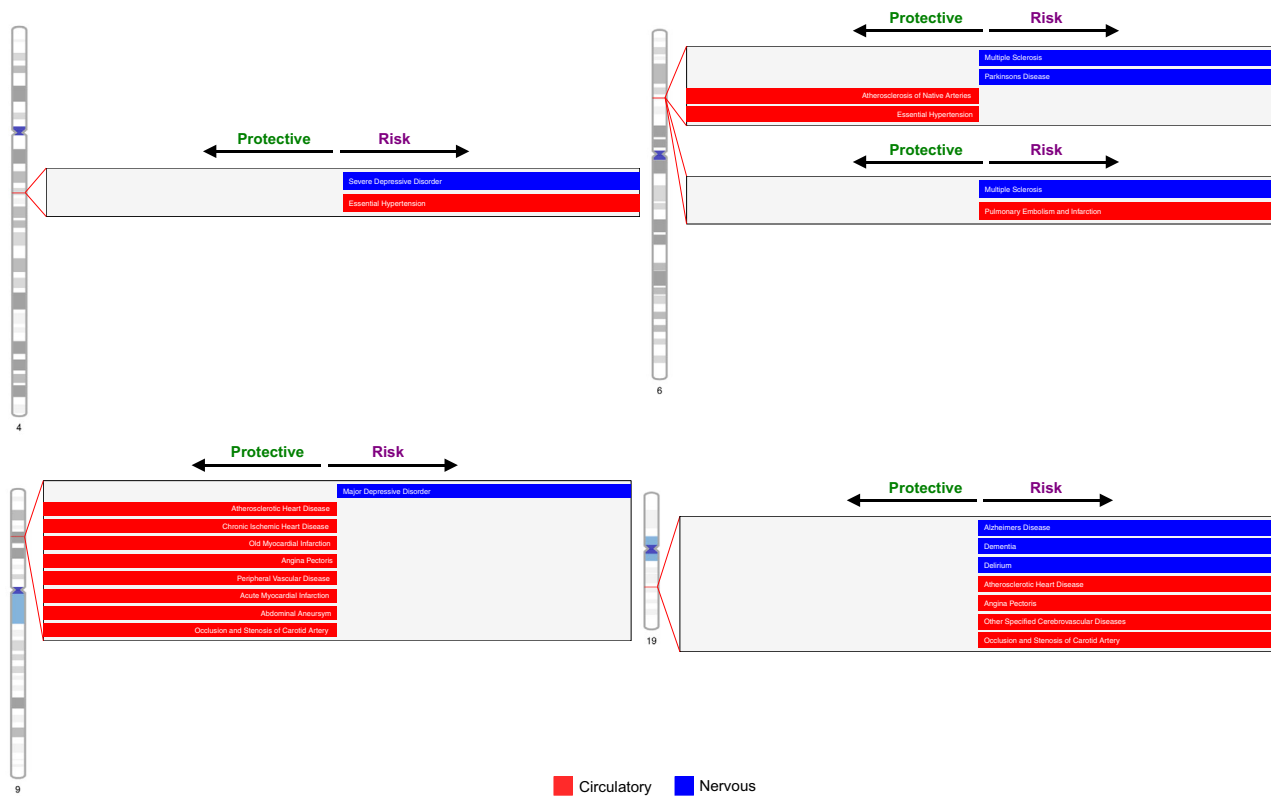 Protective Risk
Severe Depressive Disorder
Essential Hypertension
4
Protective Risk
Multiple Sclerosis
Parkinsons Disease
Atherosclerosis of Native Arteries
Essential Hypertension
Protective Risk
Multiple Sclerosis
Pulmonary Embolism and Infarction
6
Protective Risk
Major Depressive Disorder
Atherosclerotic Heart Disease
Chronic Ischemic Heart Disease
Old Myocardial Infarction
Angina Pectoris
Peripheral Vascular Disease
Acute Myocardial Infarction
Abdominal Aneursym
Occlusion and Stenosis of Carotid Artery
9
Protective Risk
Alzheimers Disease
Dementia
Delirium
Atherosclerotic Heart Disease
Angina Pectoris
Other Specified Cerebrovascular Diseases
Occlusion and Stenosis of Carotid Artery
19
Circulatory Nervous